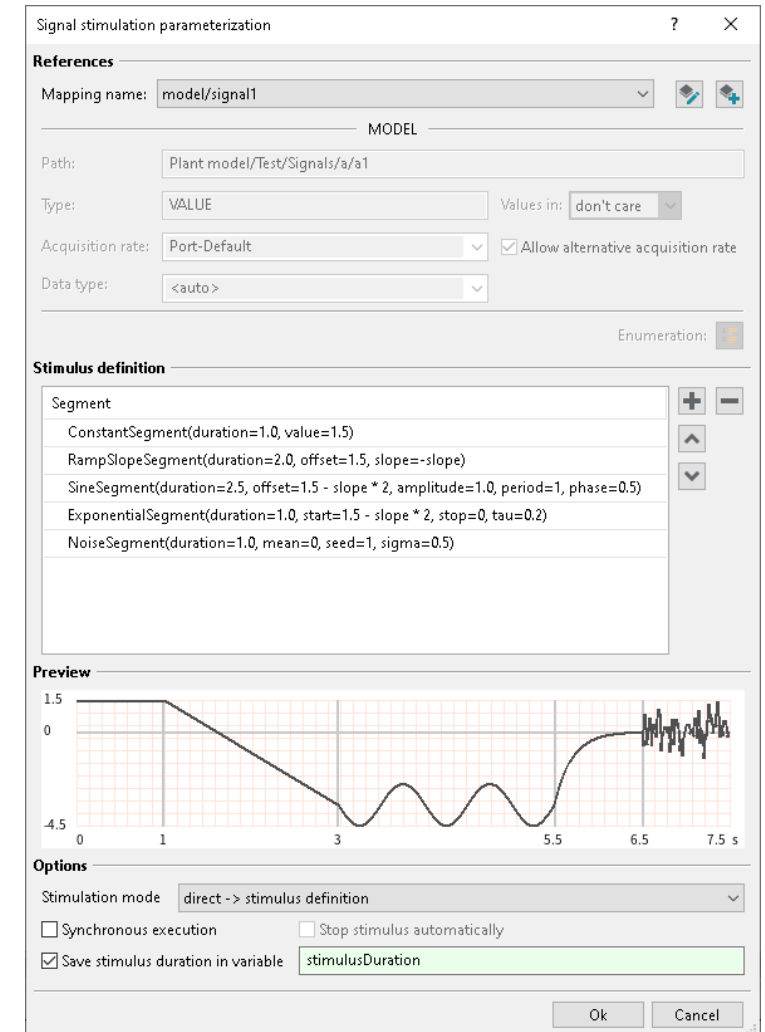 Signal stimulation parameterization ? ×
References
Mapping name: model/signal1
MODEL
Path: Plant model/Test/Signals/a/a1
Type: VALUE Values in: don't care
Acquisition rate: Port-Default Allow alternative acquisition rate
Data type: <auto>
Enumeration:
Stimulus definition
Segment
ConstantSegment(duration=1.0, value=1.5)
RampSlopeSegment(duration=2.0, offset=1.5, slope=-slope)
SineSegment(duration=2.5, offset=1.5 - slope * 2, amplitude=1.0, period=1, phase=0.5)
ExponentialSegment(duration=1.0, start=1.5 - slope * 2, stop=0, tau=0.2)
NoiseSegment(duration=1.0, mean=0, seed=1, sigma=0.5)
Preview
1.5
0
-4.5
0 1 3 5.5 6.5 7.5 s
Options
Stimulation mode direct -> stimulus definition
Synchronous execution Stop stimulus automatically
Save stimulus duration in variable stimulusDuration
Ok Cancel